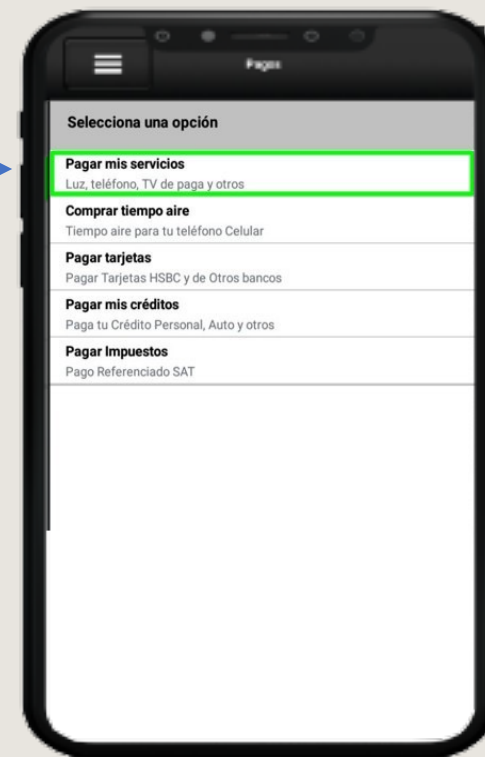 Pagos
Selecciona una opción
Pagar mis servicios
Luz, teléfono, TV de paga y otros
Comprar tiempo aire
Tiempo aire para tu teléfono Celular
Pagar tarjetas
Pagar Tarjetas HSBC y de Otros bancos
Pagar mis créditos
Paga tu Crédito Personal, Auto y otros
Pagar Impuestos
Pago Referenciado SAT